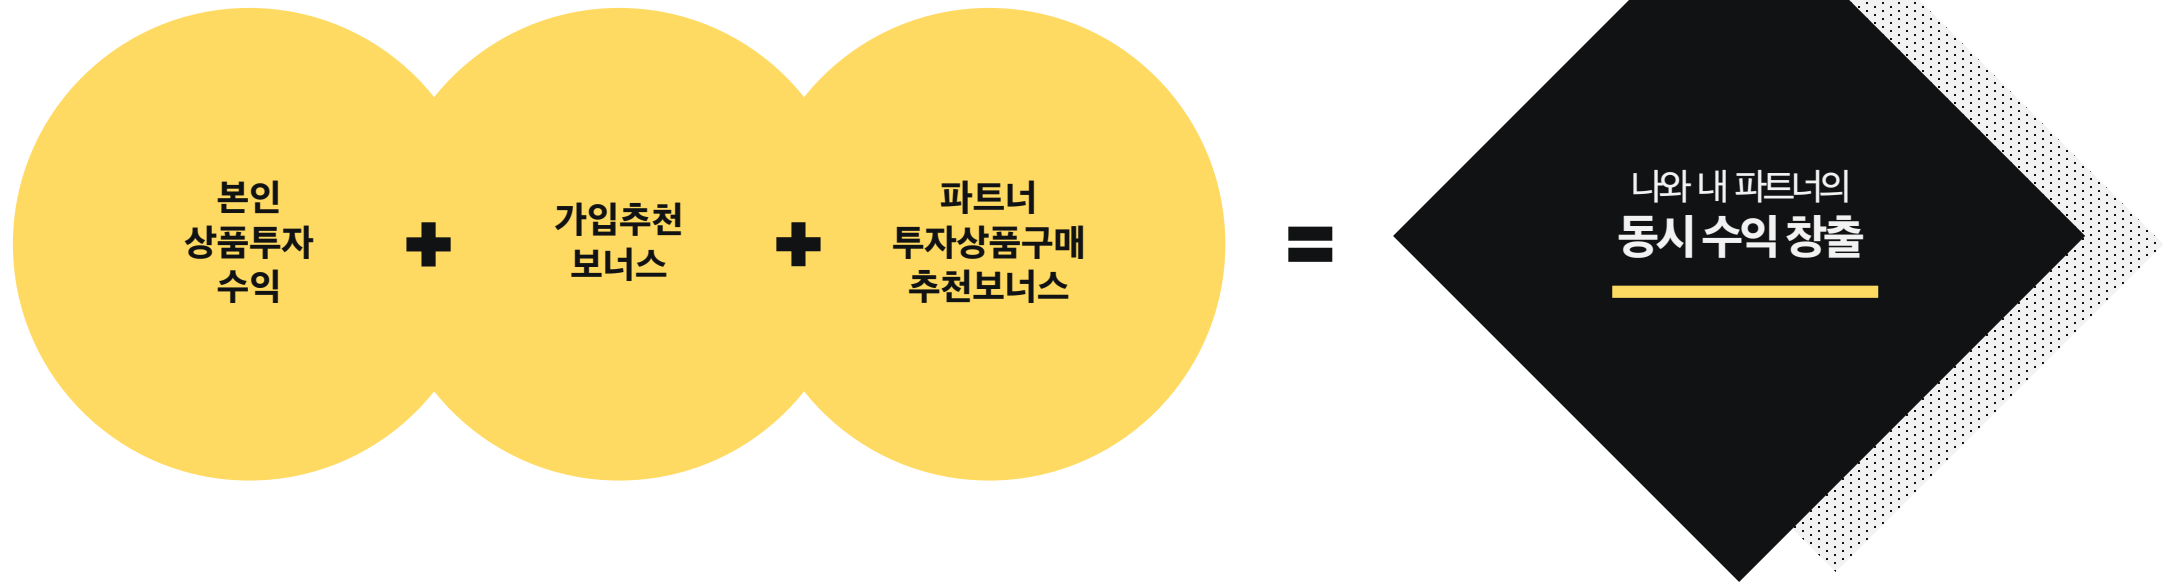 본인
상품투자
수익
+
가입추천
보너스
+
파트너
투자상품구매
추천보너스
=
나와 내 파트너의
동시 수익 창출